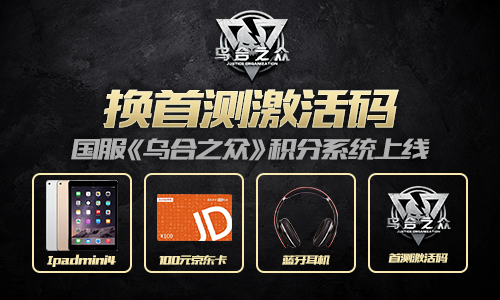 乌合之众
JUSTICE ORGANIZATION
换首测激活码
国服《乌合之众》积分系统上线
JD
¥100
乌合之众
Ipadmini4
100元京东卡
蓝牙耳机
首测激活码